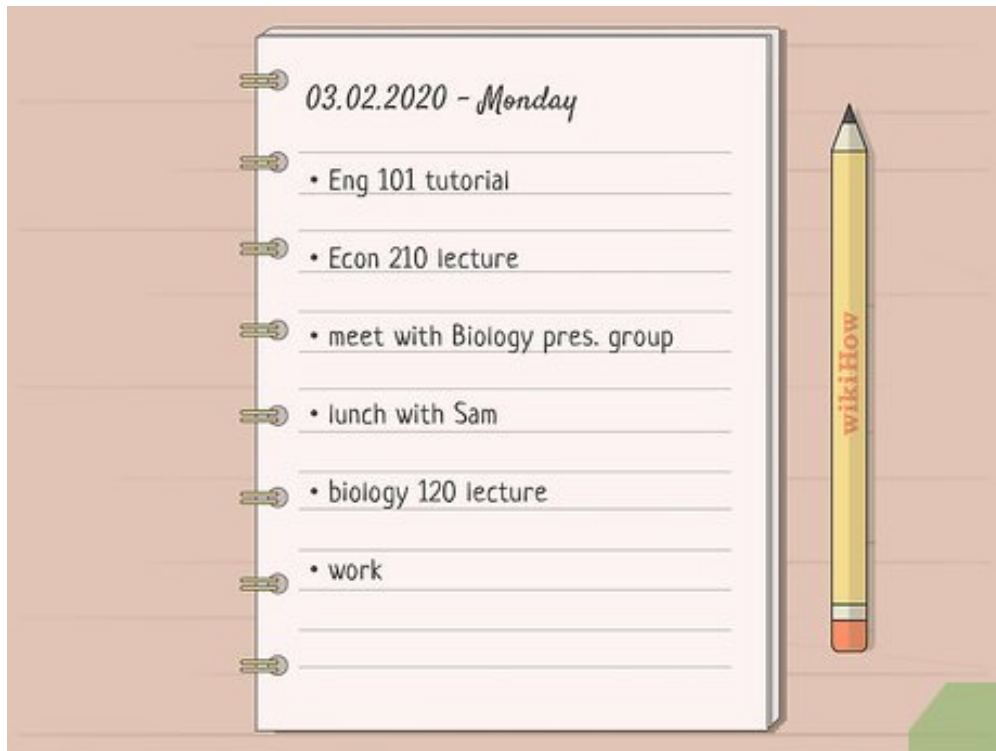 03.02.2020 - Monday
• Eng 101 tutorial
• Econ 210 lecture
• meet with Biology pres. group
• lunch with Sam
• biology 120 lecture
• work
wikiHow